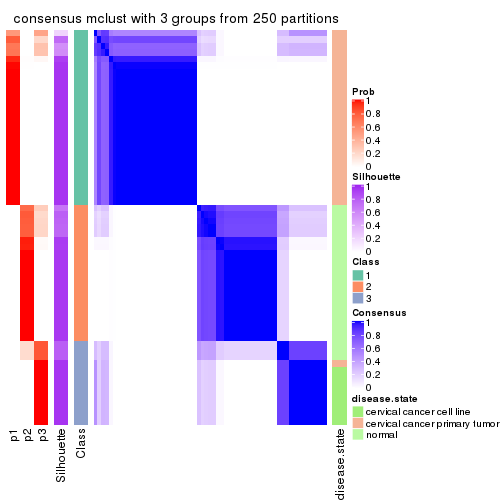 consensus mclust with 3 groups from 250 partitions
Prob
1
0.8
0.6
0.4
0.2
0
Silhouette
1
0.8
0.6
0.4
0.2
0
Class
1
2
3
Consensus
1
0.8
0.6
0.4
0.2
0
disease.state
cervical cancer cell line
cervical cancer primary tumor
normal
p1
p2
p3
Silhouette
Class
disease.state